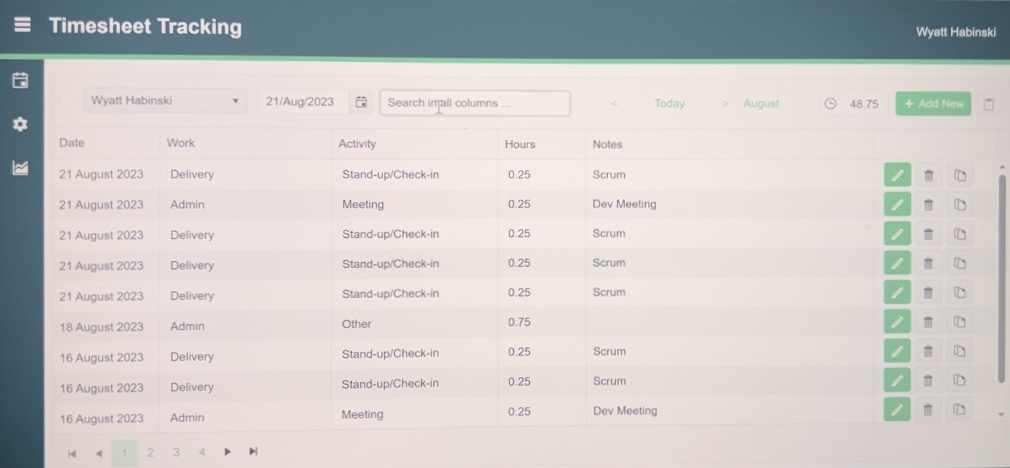 Timesheet Tracking
Wyatt Habinski
Wyatt Habinski 21/Aug/2023 Search in all columns ... < Today > August 48.75 + Add New
Date Work Activity Hours Notes
21 August 2023 Delivery Stand-up/Check-in 0.25 Scrum
21 August 2023 Admin Meeting 0.25 Dev Meeting
21 August 2023 Delivery Stand-up/Check-in 0.25 Scrum
21 August 2023 Delivery Stand-up/Check-in 0.25 Scrum
21 August 2023 Delivery Stand-up/Check-in 0.25 Scrum
18 August 2023 Admin Other 0.75
16 August 2023 Delivery Stand-up/Check-in 0.25 Scrum
16 August 2023 Delivery Stand-up/Check-in 0.25 Scrum
16 August 2023 Admin Meeting 0.25 Dev Meeting
1 2 3 4